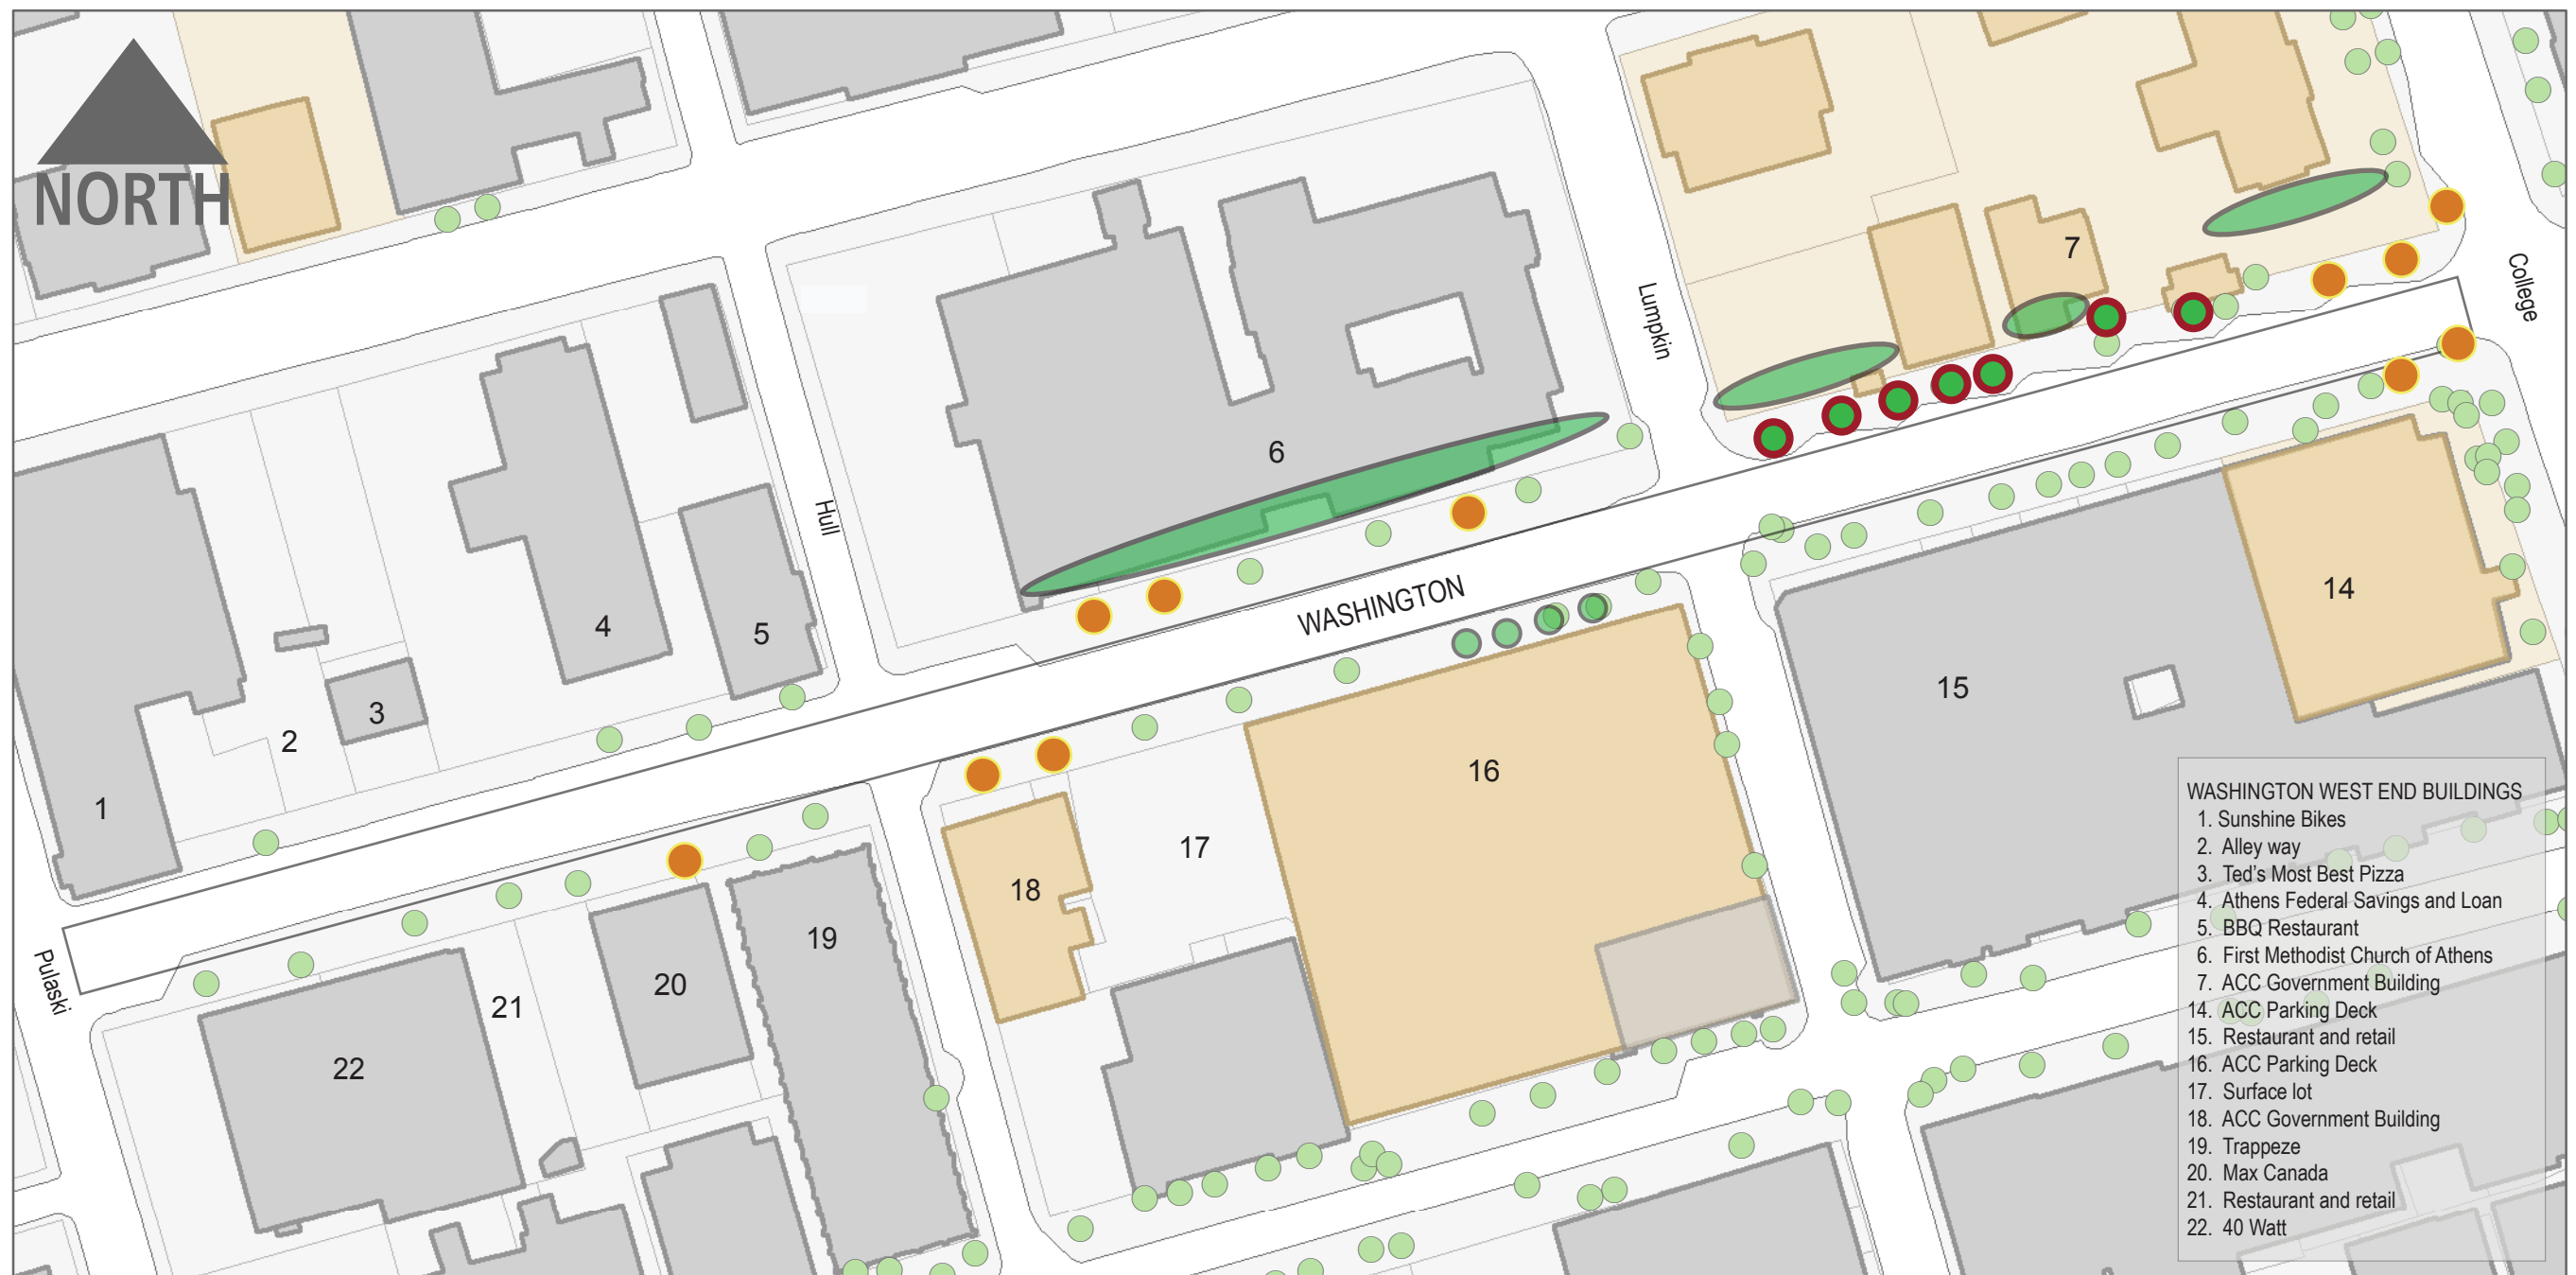 NORTH
7
College
Lumpkin
6
Hull
WASHINGTON
4
5
3
2
1
14
15
16
17
18
19
20
21
22
Pulaski
WASHINGTON WEST END BUILDINGS
1. Sunshine Bikes
2. Alley way
3. Ted's Most Best Pizza
4. Athens Federal Savings and Loan
5. BBQ Restaurant
6. First Methodist Church of Athens
7. ACC Government Building
14. ACC Parking Deck
15. Restaurant and retail
16. ACC Parking Deck
17. Surface lot
18. ACC Government Building
19. Trappeze
20. Max Canada
21. Restaurant and retail
22. 40 Watt